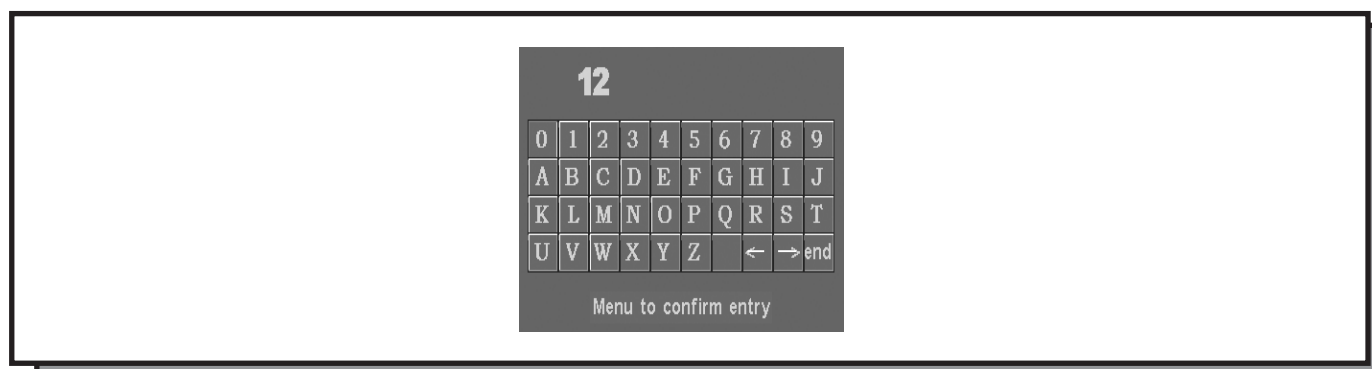 12
0 1 2 3 4 5 6 7 8 9
A B C D E F G H I J
K L M N O P Q R S T
U V W X Y Z ← → end
Menu to confirm entry